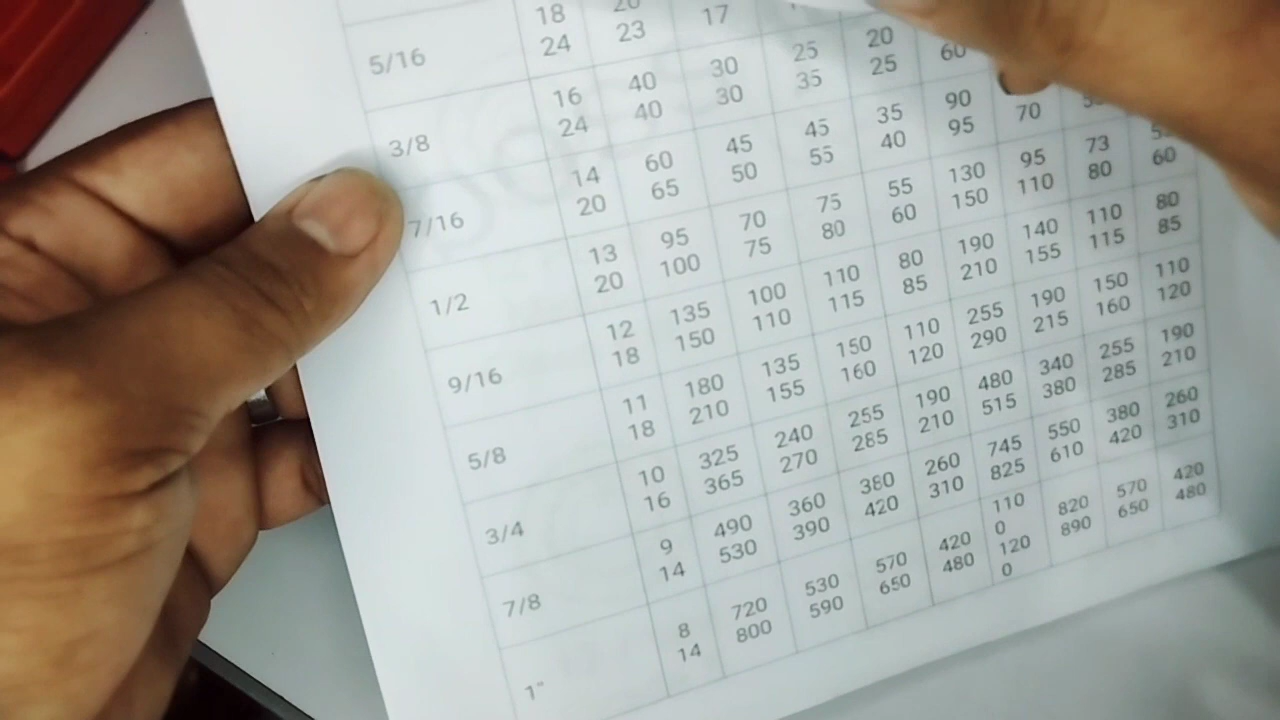 18
5/16 24 23 17
16 40 30 25 20 60
3/8 24 40 30 35 25
14 60 45 45 35 90
7/16 20 65 50 55 40 95 70
13 95 70 75 55 130 95 73
1/2 20 100 75 80 60 150 110 80 60
12 135 100 110 80 190 140 110 80
9/16 18 150 110 115 85 210 155 115 85
11 180 135 150 110 255 190 150 110
5/8 18 210 155 160 120 290 215 160 120
10 325 240 255 190 480 340 255 190
3/4 16 365 270 285 210 515 380 285 210
9 490 360 380 260 745 550 380 260
7/8 14 530 390 420 310 825 610 420 310
8 720 530 570 420 110 820 570 420
0
1" 14 800 590 650 480 120 890 650 480
0